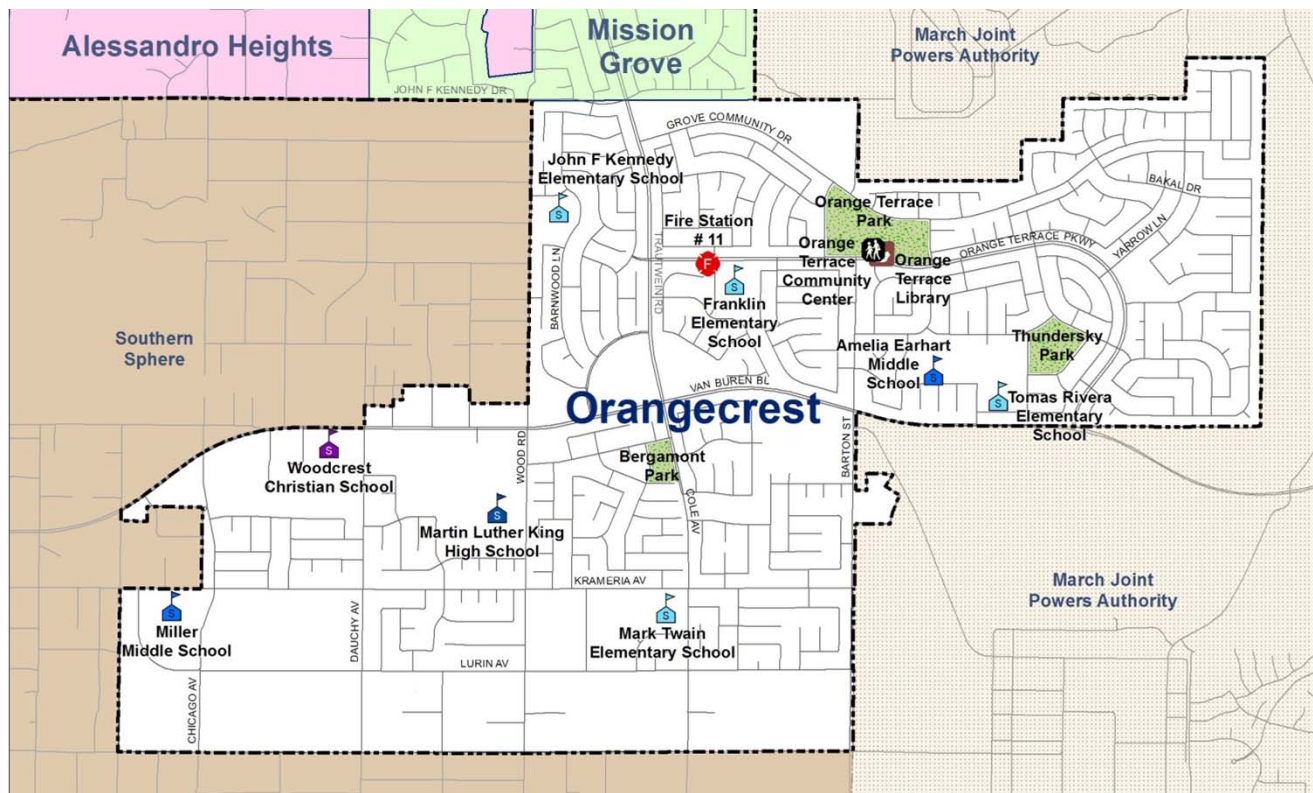 Alessandro Heights
Mission
Grove
March Joint
Powers Authority
JOHN F KENNEDY DR
GROVE COMMUNITY DR
John F Kennedy
Elementary School
BAKAL DR
Orange Terrace
Park
Fire Station
# 11
F
S
TRAUTWEIN RD
Orange
Terrace
Community
Center
ORANGE TERRACE PKWY
YARROW LN
Orange
Terrace
Library
S
Franklin
Elementary
School
BARNWOOD LN
Southern
Sphere
Thundersky
Park
Amelia Earhart
Middle
School
S
VAN BUREN BL
Orangecrest
S
Tomas Rivera
Elementary
School
S
Woodcrest
Christian School
WOOD RD
Bergamont
Park
BARTON ST
COLE AV
S
Martin Luther King
High School
KRAMERIA AV
March Joint
Powers Authority
S
Miller
Middle School
DAUCHY AV
S
Mark Twain
Elementary School
LURIN AV
CHICAGO AV